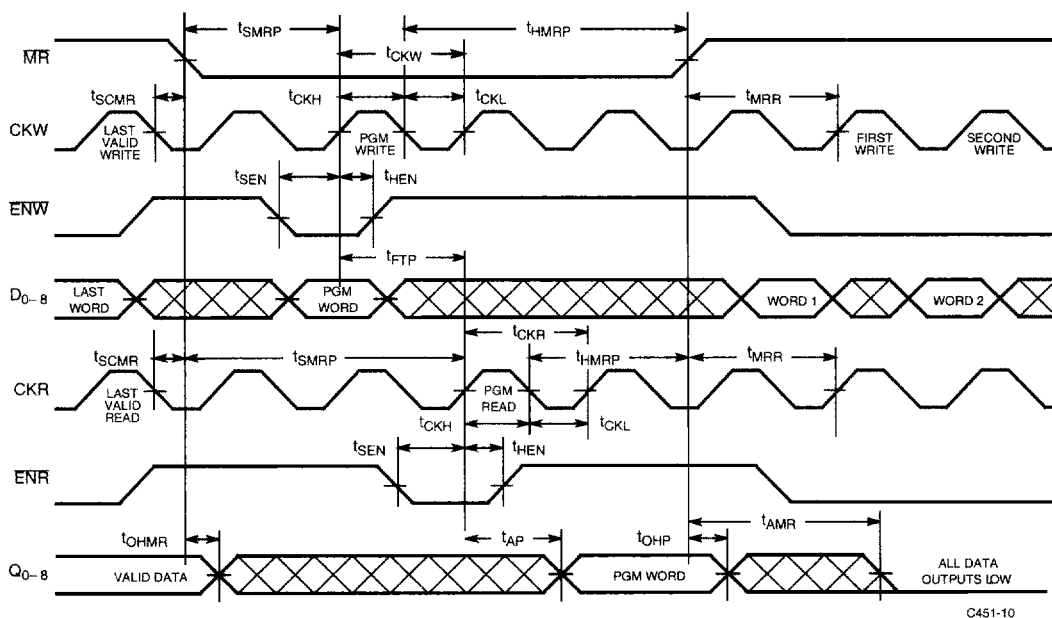 tSMRP
tHMRP
MR
tCKW
tSCMR
tCKH
tCKL
tMRR
CKW
LAST
VALID
WRITE
PGM
WRITE
FIRST
WRITE
SECOND
WRITE
tSEN
tHEN
ENW
tFTP
D0–8
LAST
WORD
PGM
WORD
WORD 1
WORD 2
tCKR
tSCMR
tSMRP
tHMRP
tMRR
CKR
LAST
VALID
READ
PGM
READ
tCKH
tCKL
tSEN
tHEN
ENR
tOHMR
tAP
tOHP
tAMR
Q0–8
VALID DATA
PGM WORD
ALL DATA
OUTPUTS LOW
C451-10